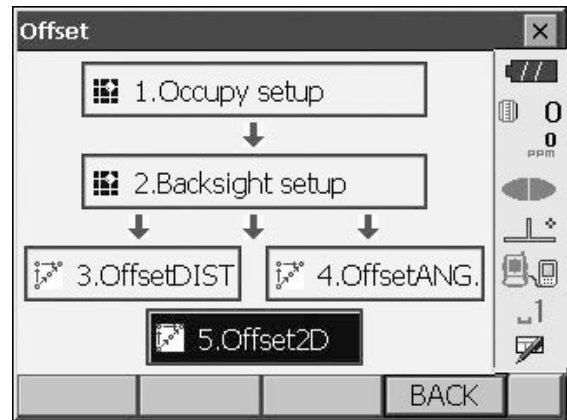 Offset
1.Occupy setup
0
0
ppm
2.Backsight setup
3.OffsetDIST
4.OffsetANG.
1
5.Offset2D
BACK